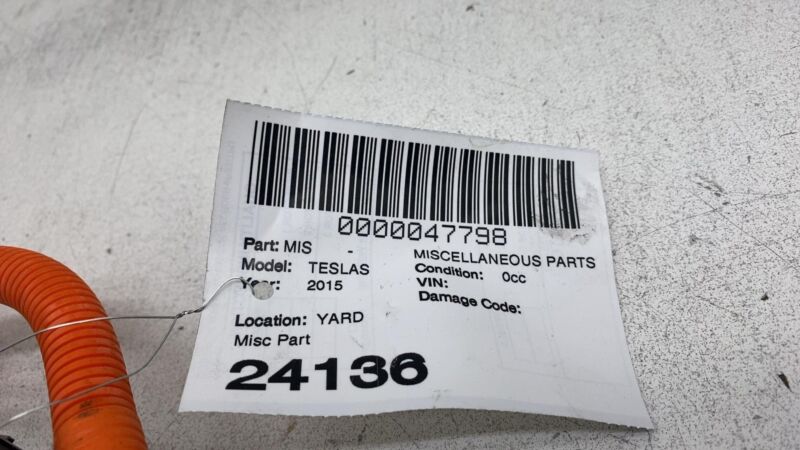 0000047798
Part: MIS - MISCELLANEOUS PARTS
Model: TESLAS Condition: 0cc
Year: 2015 VIN:
Damage Code:
Location: YARD
Misc Part
24136